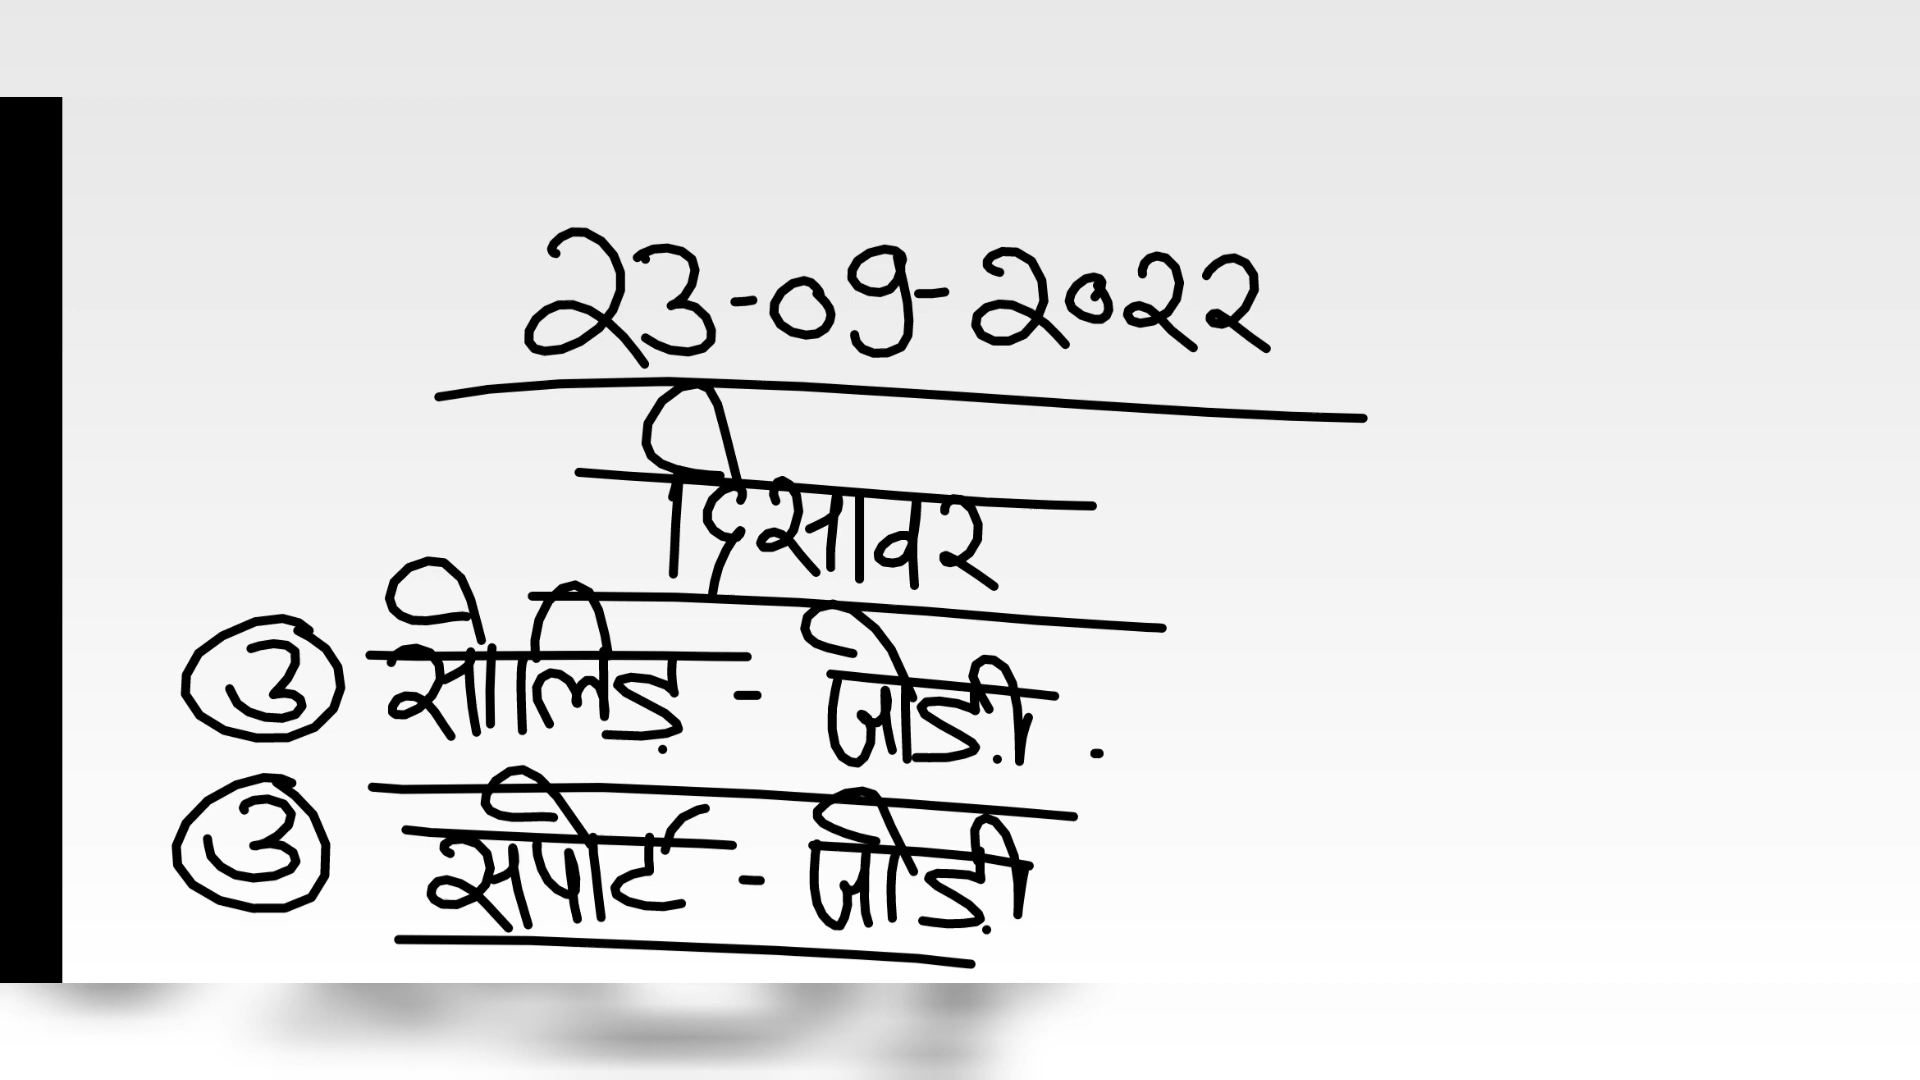 23-09-2022
दिसावर
③ सोलिड़ - जोड़ी.
③ सपोर्ट - जोड़ी